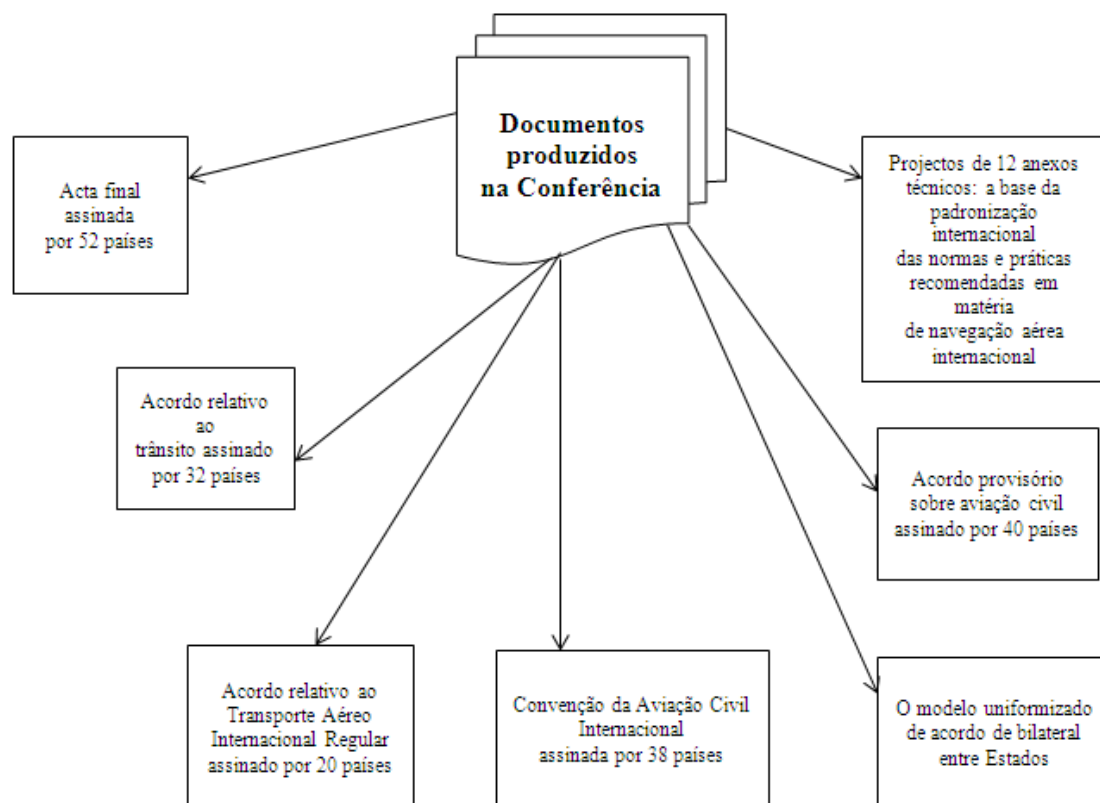 Documentos
produzidos
na Conferência
Acta final
assinada
por 52 países
Projectos de 12 anexos
técnicos: a base da
padronização
internacional
das normas e práticas
recomendadas em
matéria
de navegação aérea
internacional
Acordo relativo
ao
trânsito assinado
por 32 países
Acordo provisório
sobre aviação civil
assinado por 40 países
Acordo relativo ao
Transporte Aéreo
Internacional Regular
assinado por 20 países
Convenção da Aviação Civil
Internacional
assinada por 38 países
O modelo uniformizado
de acordo de bilateral
entre Estados